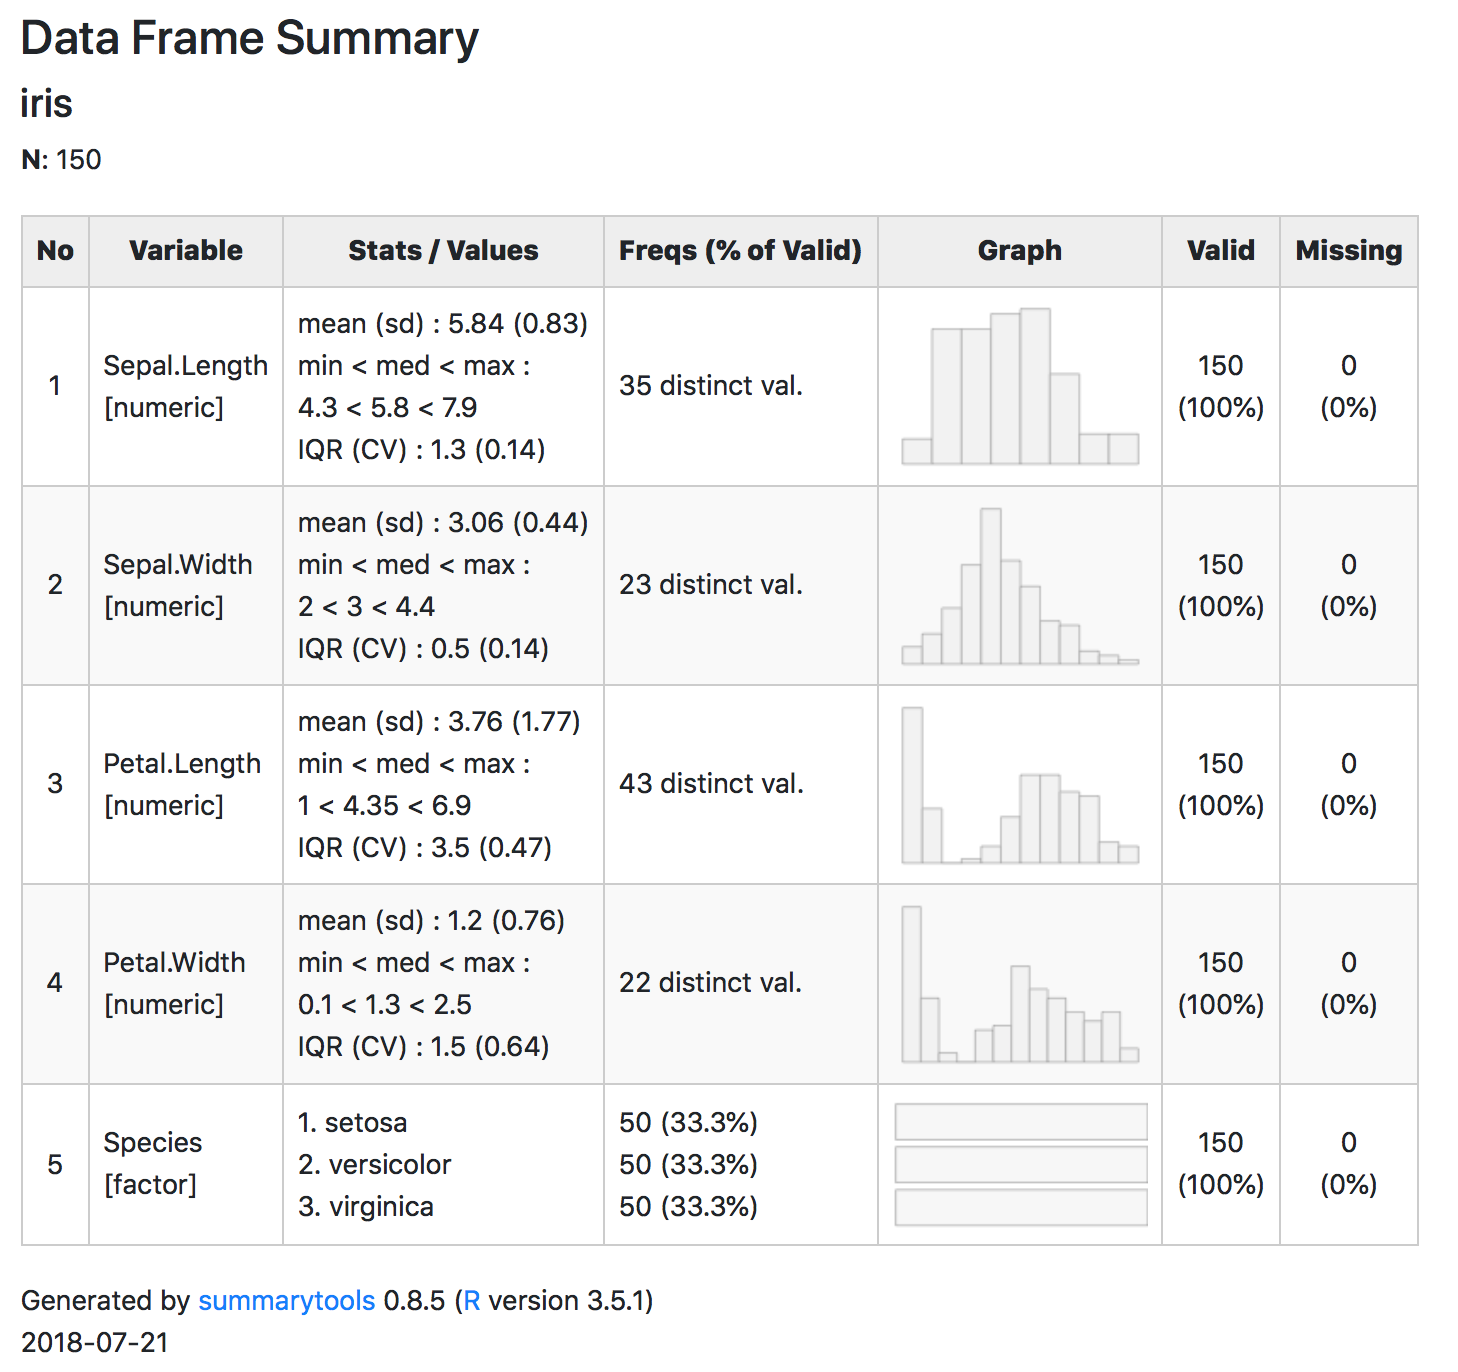 Data Frame Summary
iris
N: 150
No Variable Stats / Values Freqs (% of Valid) Graph Valid Missing
1
Sepal.Length
[numeric]
mean (sd) : 5.84 (0.83)
min < med < max :
4.3 < 5.8 < 7.9
IQR (CV) : 1.3 (0.14)
35 distinct val.
150
(100%)
0
(0%)
2
Sepal.Width
[numeric]
mean (sd) : 3.06 (0.44)
min < med < max :
2 < 3 < 4.4
IQR (CV) : 0.5 (0.14)
23 distinct val.
150
(100%)
0
(0%)
3
Petal.Length
[numeric]
mean (sd) : 3.76 (1.77)
min < med < max :
1 < 4.35 < 6.9
IQR (CV) : 3.5 (0.47)
43 distinct val.
150
(100%)
0
(0%)
4
Petal.Width
[numeric]
mean (sd) : 1.2 (0.76)
min < med < max :
0.1 < 1.3 < 2.5
IQR (CV) : 1.5 (0.64)
22 distinct val.
150
(100%)
0
(0%)
5
Species
[factor]
1. setosa
2. versicolor
3. virginica
50 (33.3%)
50 (33.3%)
50 (33.3%)
150
(100%)
0
(0%)
Generated by summarytools 0.8.5 (R version 3.5.1)
2018-07-21